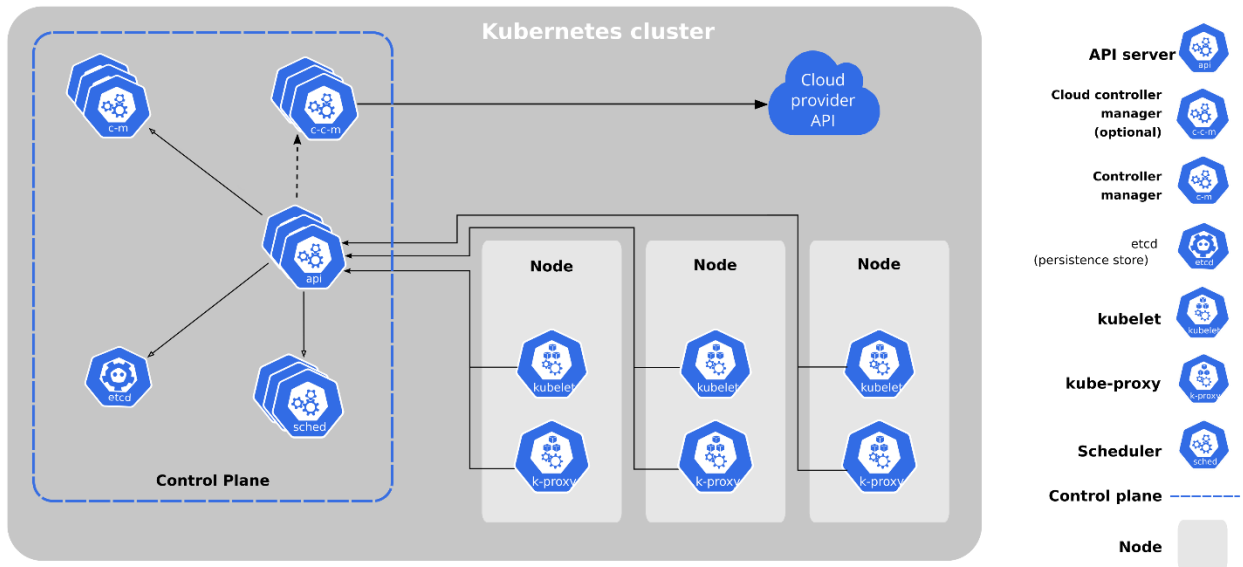 Kubernetes cluster
c-m
c-c-m
Cloud
provider
API
api
etcd
sched
Control Plane
Node
kubelet
k-proxy
Node
kubelet
k-proxy
Node
kubelet
k-proxy
API server
api
Cloud controller
manager
(optional)
c-c-m
Controller
manager
c-m
etcd
(persistence store)
etcd
kubelet
kubelet
kube-proxy
k-proxy
Scheduler
sched
Control plane
Node